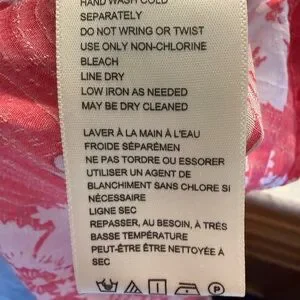 HAND WASH COLD
SEPARATELY
DO NOT WRING OR TWIST
USE ONLY NON-CHLORINE
BLEACH
LINE DRY
LOW IRON AS NEEDED
MAY BE DRY CLEANED
LAVER À LA MAIN À L'EAU
FROIDE SÉPARÉMEN
NE PAS TORDRE OU ESSORER
UTILISER UN AGENT DE
BLANCHIMENT SANS CHLORE SI
NÉCESSAIRE
LIGNE SEC
REPASSER, AU BESOIN, À TRÈS
BASSE TEMPÉRATURE
PEUT-ÊTRE ÊTRE NETTOYÉE À
SEC
P